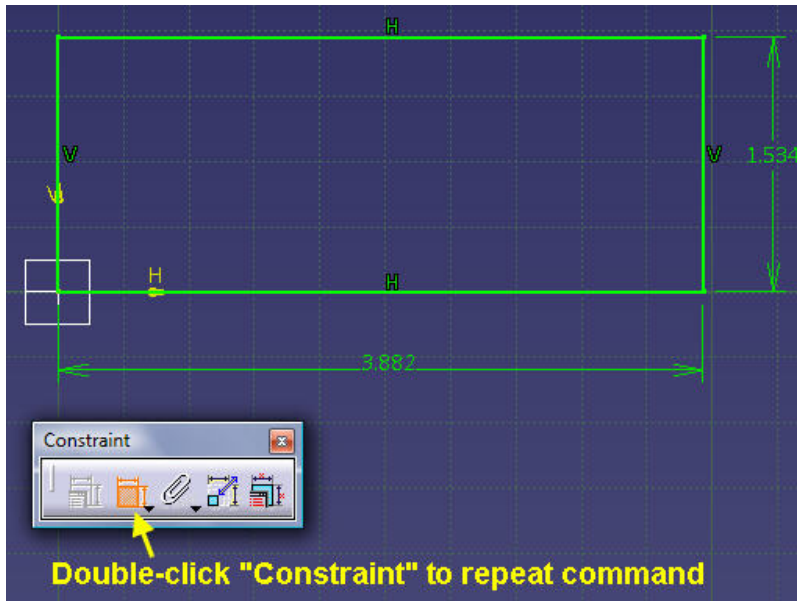 H
V
V
1.534
V
H
H
3.882
Constraint
Double-click "Constraint" to repeat command